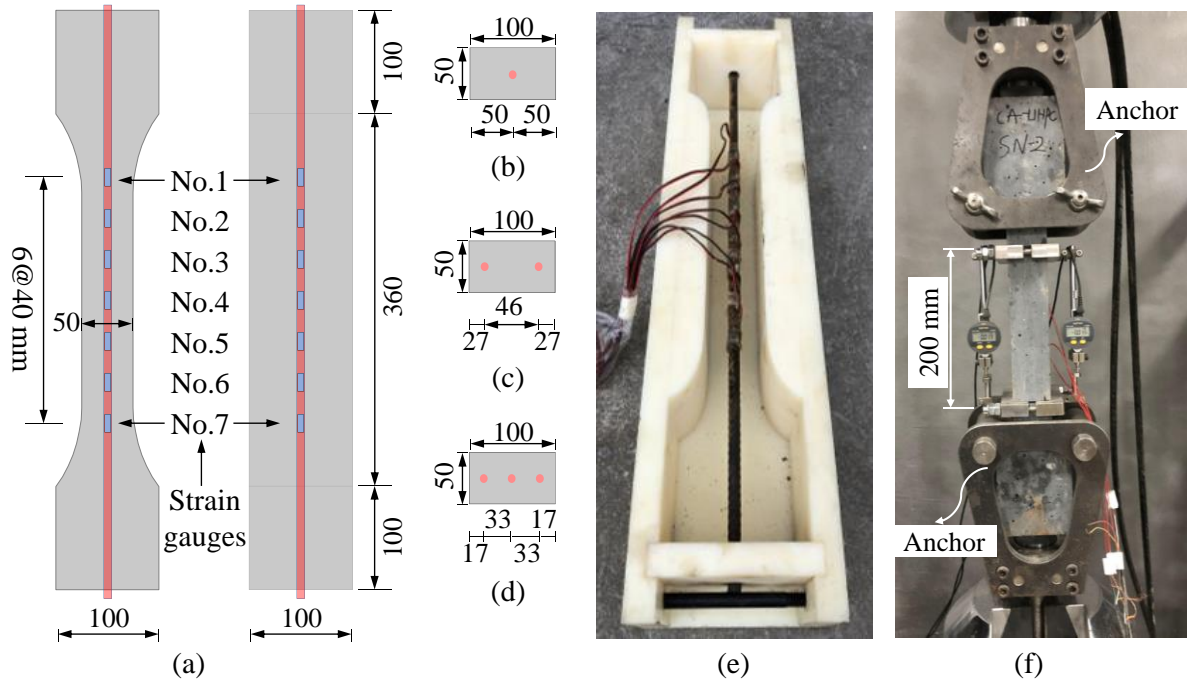 100
6@40 mm
50
No.1
No.2
No.3
No.4
No.5
No.6
No.7
Strain
gauges
360
100
100
100
(a)
100
50
50 50
(b)
100
50
46
27 27
(c)
100
50
33 17
17 33
(d)
(e)
Anchor
CA-UHPC
SN-2
200 mm
Anchor
(f)